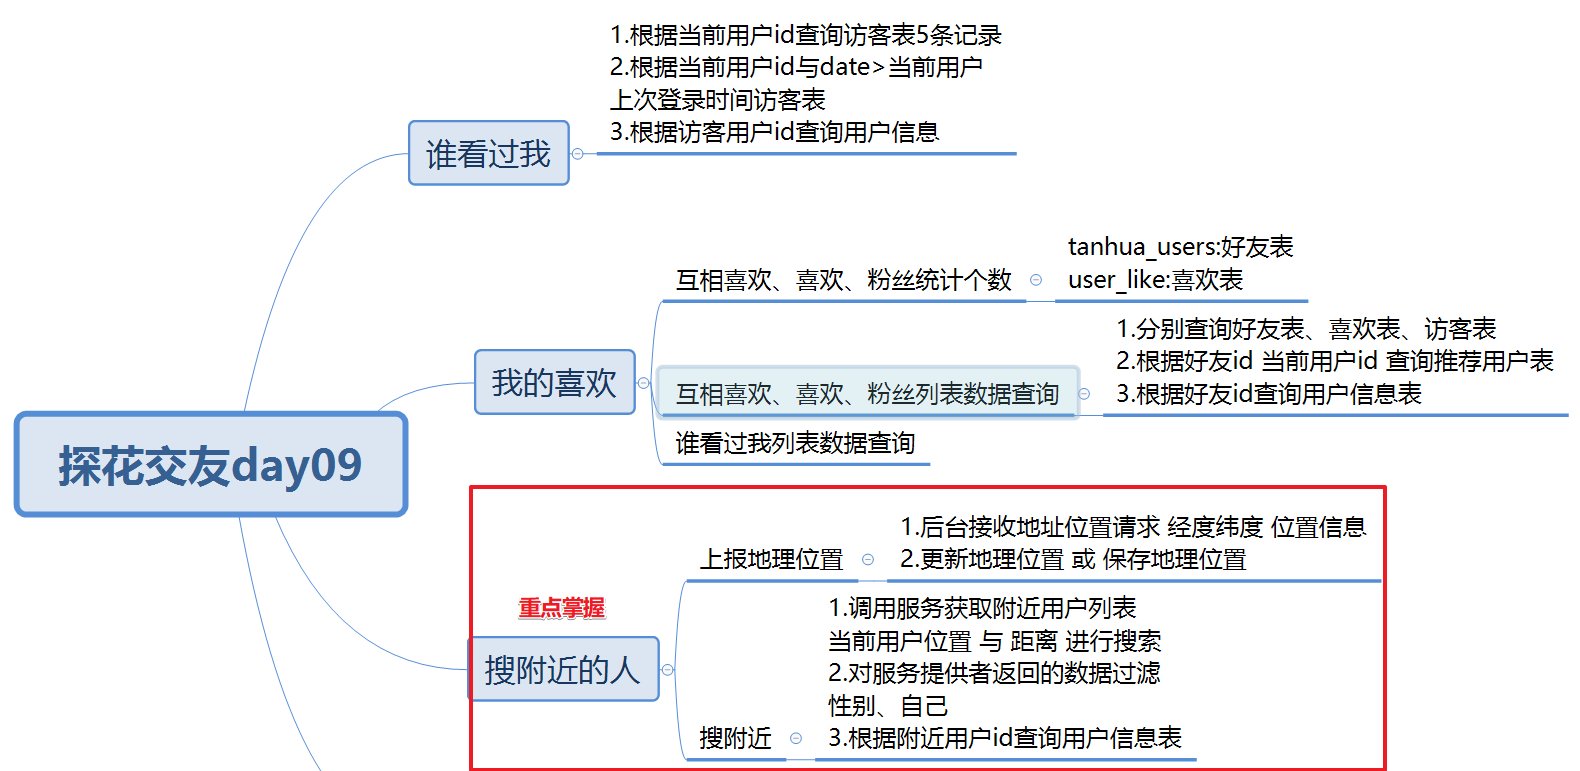 1.根据当前用户id查询访客表5条记录
2.根据当前用户id与date>当前用户
上次登录时间访客表
3.根据访客用户id查询用户信息
谁看过我
tanhua_users:好友表
user_like:喜欢表
互相喜欢、喜欢、粉丝统计个数
1.分别查询好友表、喜欢表、访客表
2.根据好友id 当前用户id 查询推荐用户表
3.根据好友id查询用户信息表
我的喜欢
互相喜欢、喜欢、粉丝列表数据查询
谁看过我列表数据查询
探花交友day09
1.后台接收地址位置请求 经度纬度 位置信息
2.更新地理位置 或 保存地理位置
上报地理位置
重点掌握
搜附近的人
1.调用服务获取附近用户列表
当前用户位置 与 距离 进行搜索
2.对服务提供者返回的数据过滤
性别、自己
3.根据附近用户id查询用户信息表
搜附近